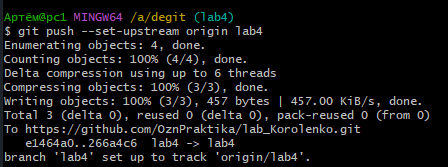 Артём@pc1 MINGW64 /a/degit (lab4)
$ git push --set-upstream origin lab4
Enumerating objects: 4, done.
Counting objects: 100% (4/4), done.
Delta compression using up to 6 threads
Compressing objects: 100% (3/3), done.
Writing objects: 100% (3/3), 457 bytes | 457.00 KiB/s, done.
Total 3 (delta 0), reused 0 (delta 0), pack-reused 0 (from 0)
To https://github.com/OznPraktika/lab_Korolenko.git
   e1464a0..266a4c6  lab4 -> lab4
branch 'lab4' set up to track 'origin/lab4'.